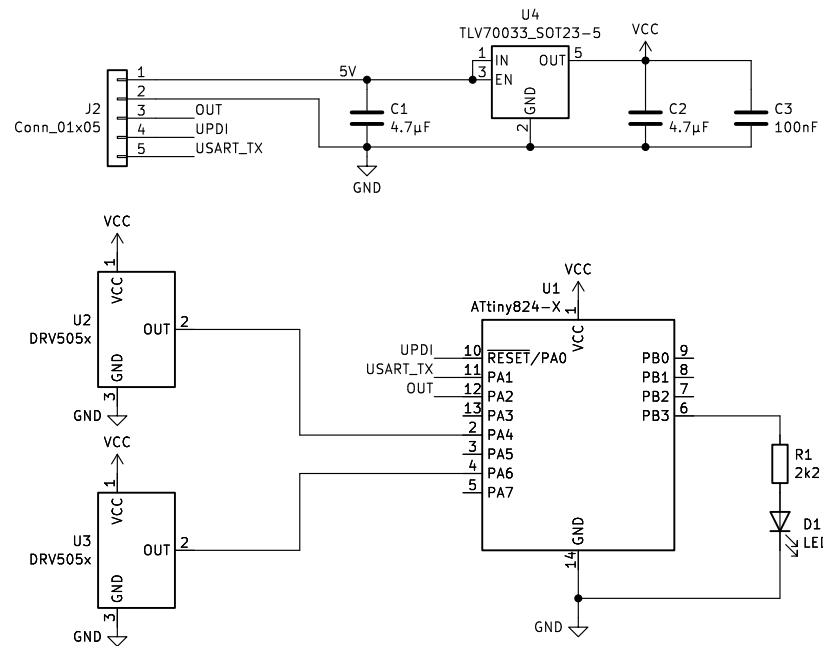 U4
TLV70033_SOT23-5
VCC
1 IN OUT 5
3 EN
GND
2
5V
J2
Conn_01x05
1
2
3 OUT
4 UPDI
5 USART_TX
C1
4.7µF
C2
4.7µF
C3
100nF
GND
VCC
1
VCC
U2
DRV505x
OUT 2
GND
3
GND
VCC
1
VCC
U3
DRV505x
OUT 2
GND
3
GND
VCC
U1
ATtiny824-X
1
VCC
UPDI 10 RESET/PA0
USART_TX 11 PA1
OUT 12 PA2
13 PA3
2 PA4
3 PA5
4 PA6
5 PA7
PB0 9
PB1 8
PB2 7
PB3 6
GND
14
GND
R1
2k2
D1
LED